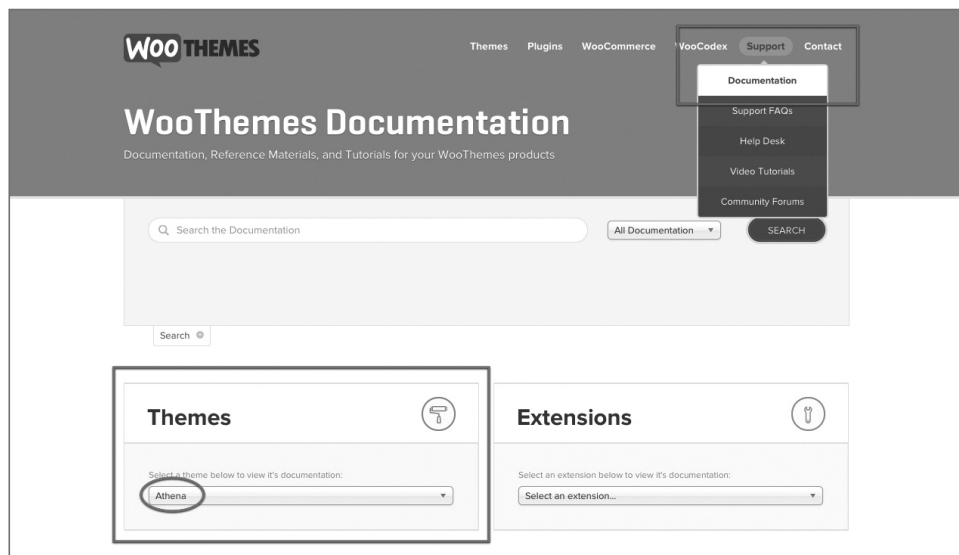 WOO THEMES
Themes Plugins WooCommerce WooCodex Support Contact
Documentation
Support FAQs
Help Desk
Video Tutorials
Community Forums
WooThemes Documentation
Documentation, Reference Materials, and Tutorials for your WooThemes products
Search the Documentation All Documentation SEARCH
Search
Themes
Select a theme below to view it's documentation:
Athena
Extensions
Select an extension below to view it's documentation:
Select an extension...